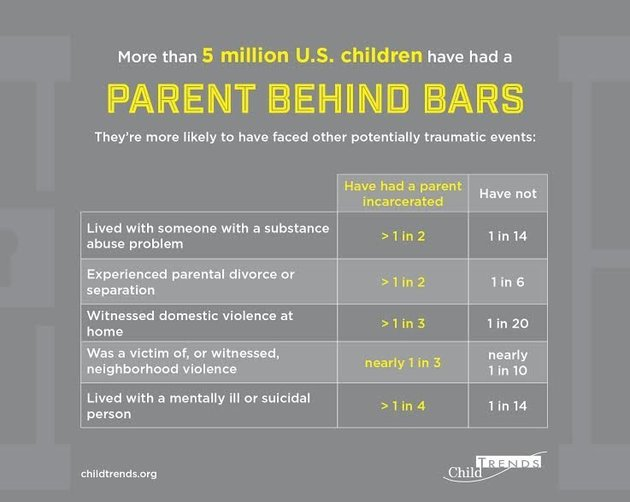 More than 5 million U.S. children have had a
PARENT BEHIND BARS
They're more likely to have faced other potentially traumatic events:
Have had a parent
incarcerated
Have not
Lived with someone with a substance
abuse problem
> 1 in 2
1 in 14
Experienced parental divorce or
separation
> 1 in 2
1 in 6
Witnessed domestic violence at
home
> 1 in 3
1 in 20
Was a victim of, or witnessed,
neighborhood violence
nearly 1 in 3
nearly
1 in 10
Lived with a mentally ill or suicidal
person
> 1 in 4
1 in 14
childtrends.org
Child TRENDS